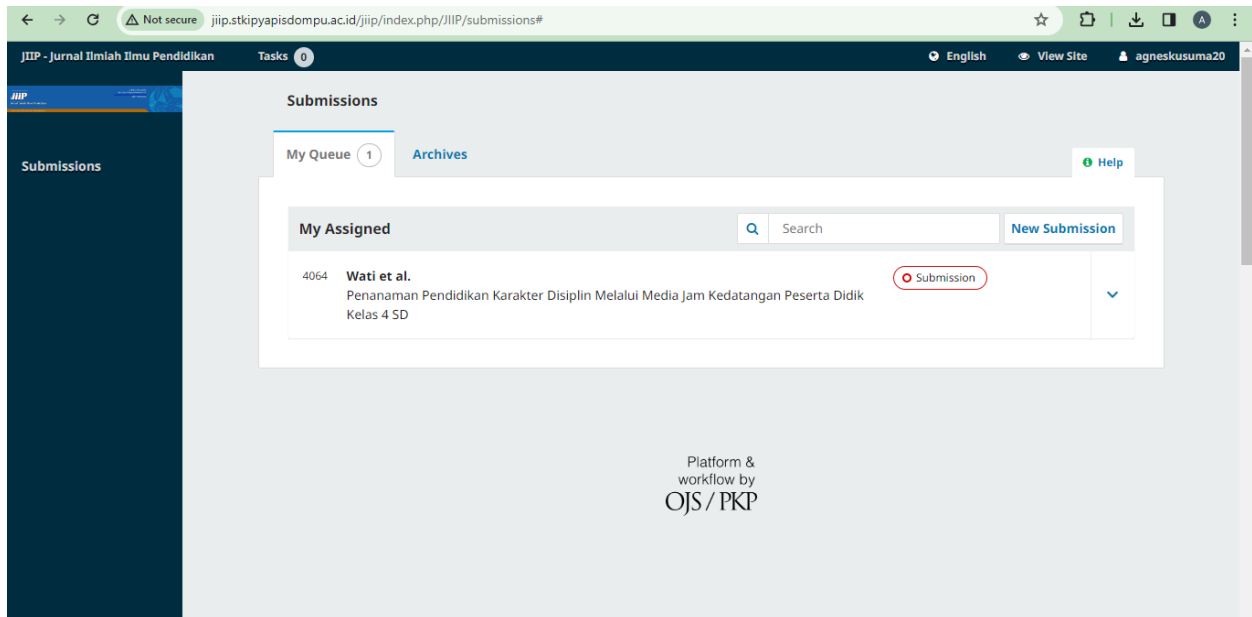 Not secure jiip.stkipyapisdompu.ac.id/jiip/index.php/JIIP/submissions#
A
JIIP - Jurnal Ilmiah Ilmu Pendidikan Tasks 0 English View Site agneskusuma20
JIIP
Submissions
Submissions
My Queue 1 Archives
Help
My Assigned Search New Submission
4064 Wati et al. Submission
Penanaman Pendidikan Karakter Disiplin Melalui Media Jam Kedatangan Peserta Didik
Kelas 4 SD
Platform &
workflow by
OJS / PKP